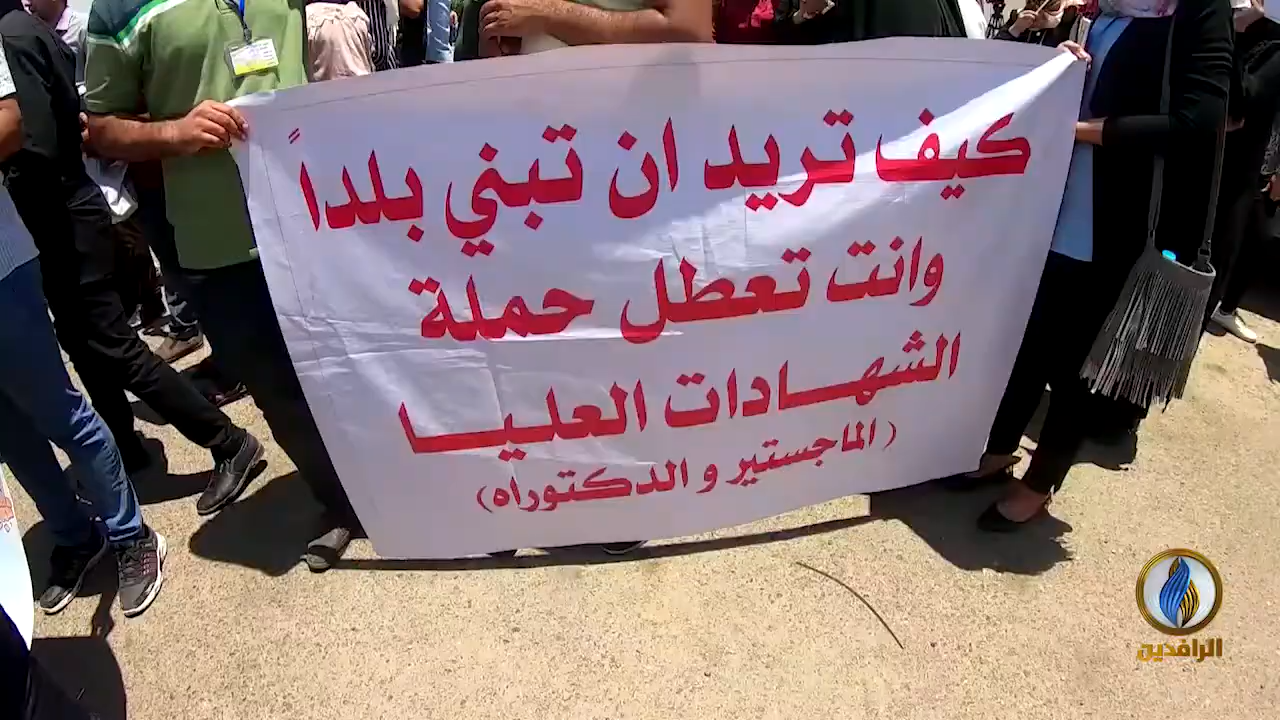 كيف تريد ان تبني بلداً
وانت تعطل حملة
الشهادات العليا
( الماجستير و الدكتوراه)
الرافدين